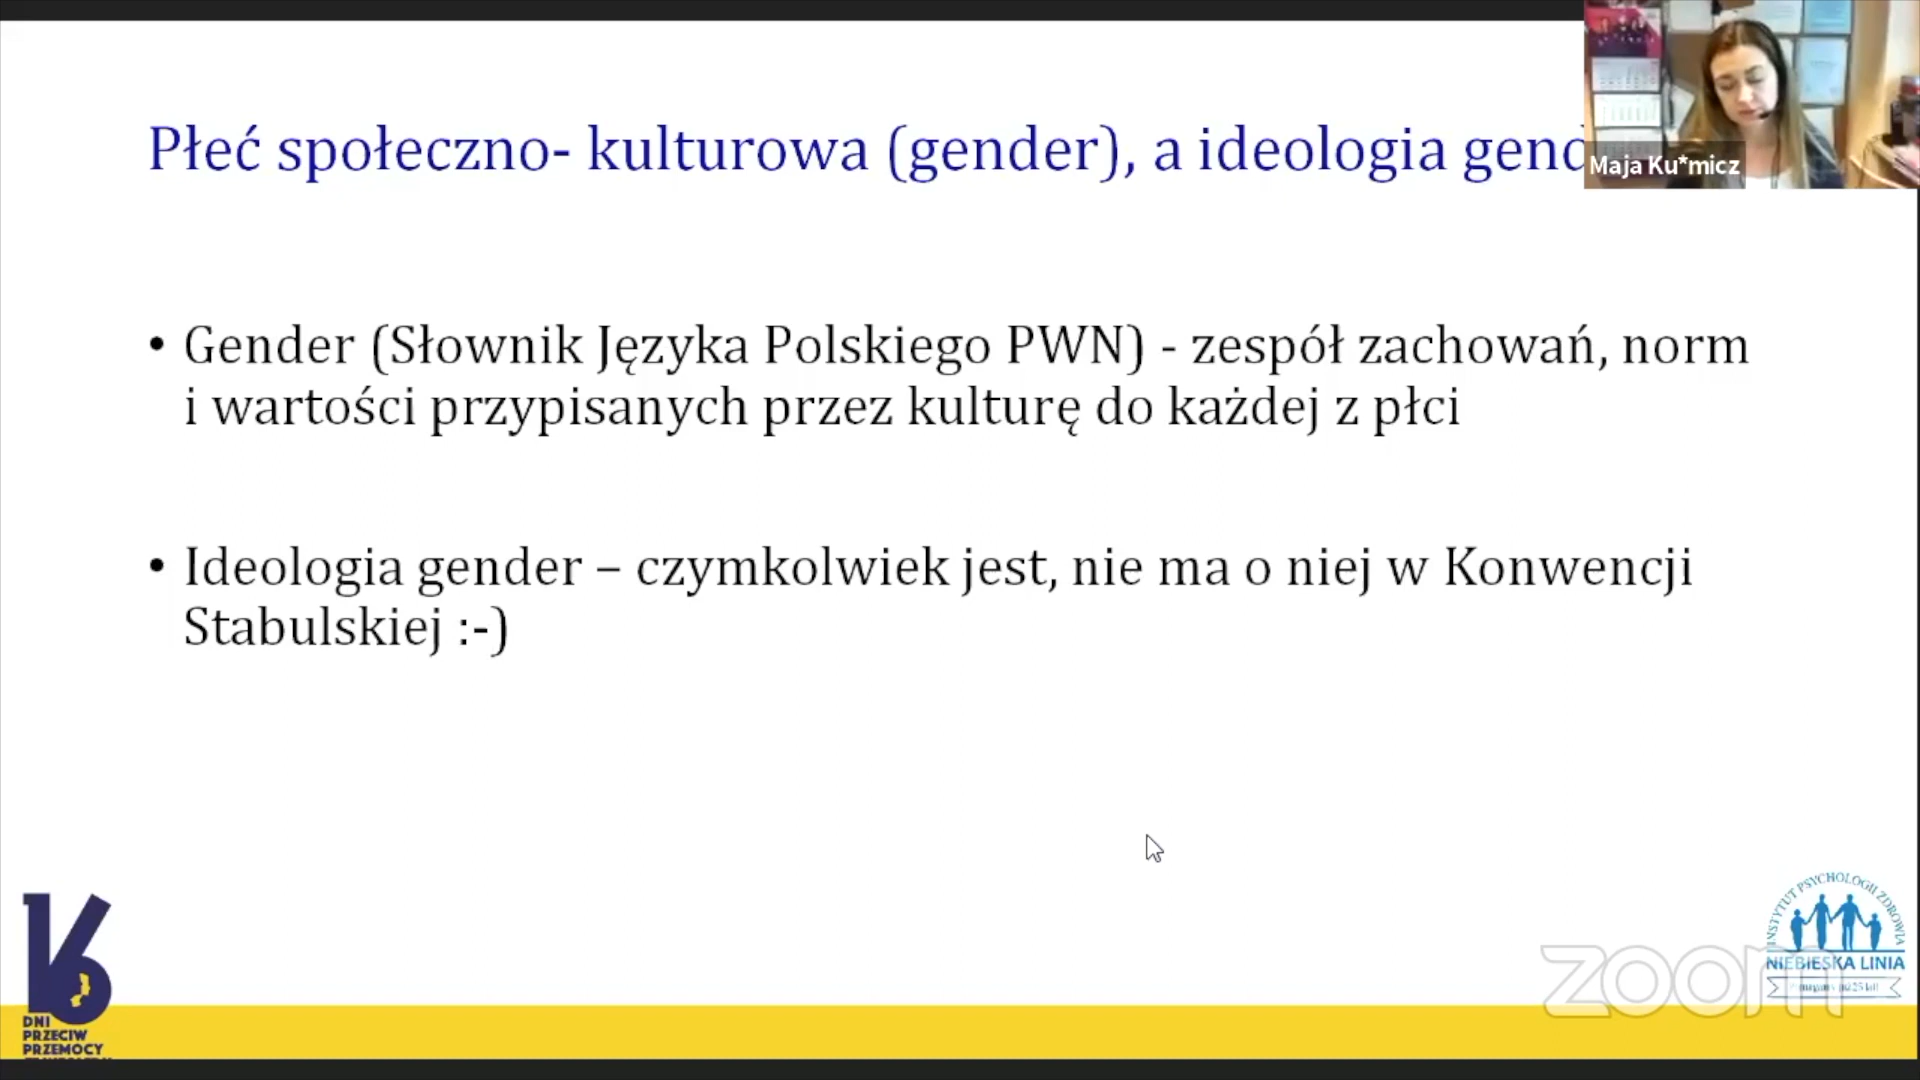 Płeć społeczno- kulturowa (gender), a ideologia gend
Maja Ku*micz
• Gender (Słownik Języka Polskiego PWN) - zespół zachowań, norm
i wartości przypisanych przez kulturę do każdej z płci
• Ideologia gender – czymkolwiek jest, nie ma o niej w Konwencji
Stabulskiej :-)
16
DNI
PRZECIW
PRZEMOCY
INSTYTUT PSYCHOLOGII ZDROWIA
NIEBIESKA LINIA
zoom